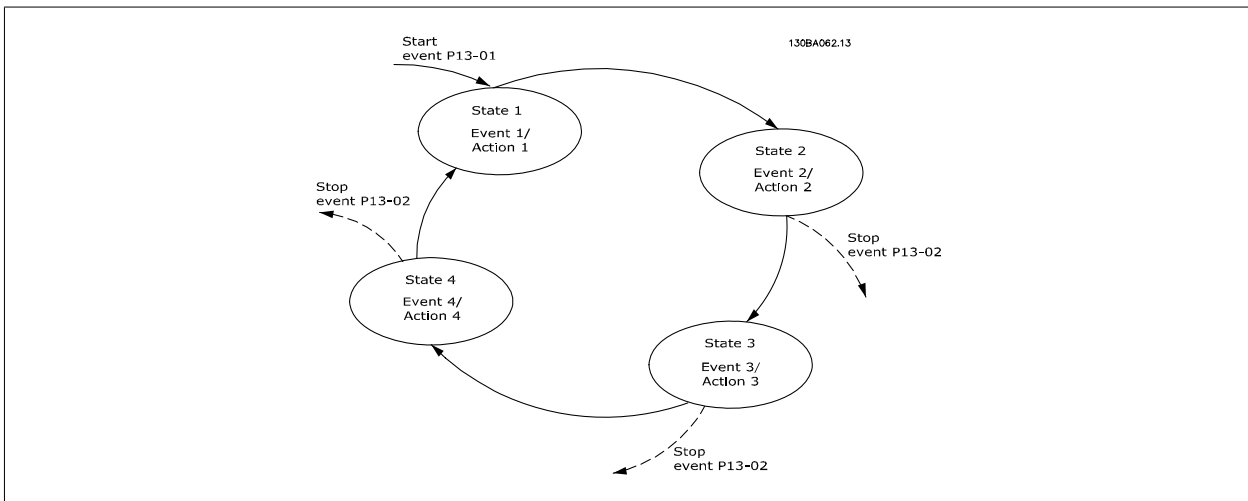 Start
event P13-01
130BA062.13
State 1
Event 1/
Action 1
State 2
Event 2/
Action 2
Stop
event P13-02
Stop
event P13-02
State 4
Event 4/
Action 4
State 3
Event 3/
Action 3
Stop
event P13-02